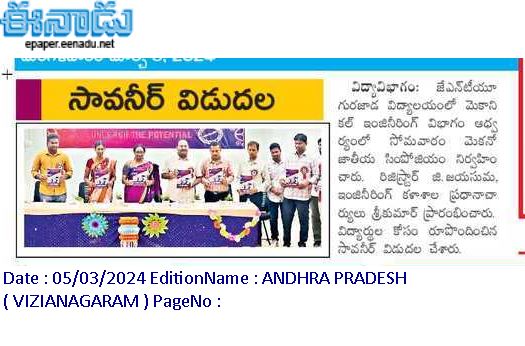 ఈనాడు
epaper.eenadu.net
సావనీర్ విడుదల
UNLEASH THE POTENTIAL
విద్యావిభాగం: జేఎన్‌టీయూ
గురజాడ విద్యాలయంలో మెకాని
కల్ ఇంజినీరింగ్ విభాగం ఆధ్వ
ర్యంలో సోమవారం మెకనో
జాతీయ సింపోజియం నిర్వహిం
చారు. రిజిస్ట్రార్ జి.జయసుమ,
ఇంజినీరింగ్ కళాశాల ప్రధానాచా
ర్యులు శ్రీకుమార్ ప్రారంభించారు.
విద్యార్థుల కోసం రూపొందించిన
సావనీర్ విడుదల చేశారు.
Date : 05/03/2024 EditionName : ANDHRA PRADESH
( VIZIANAGARAM ) PageNo :